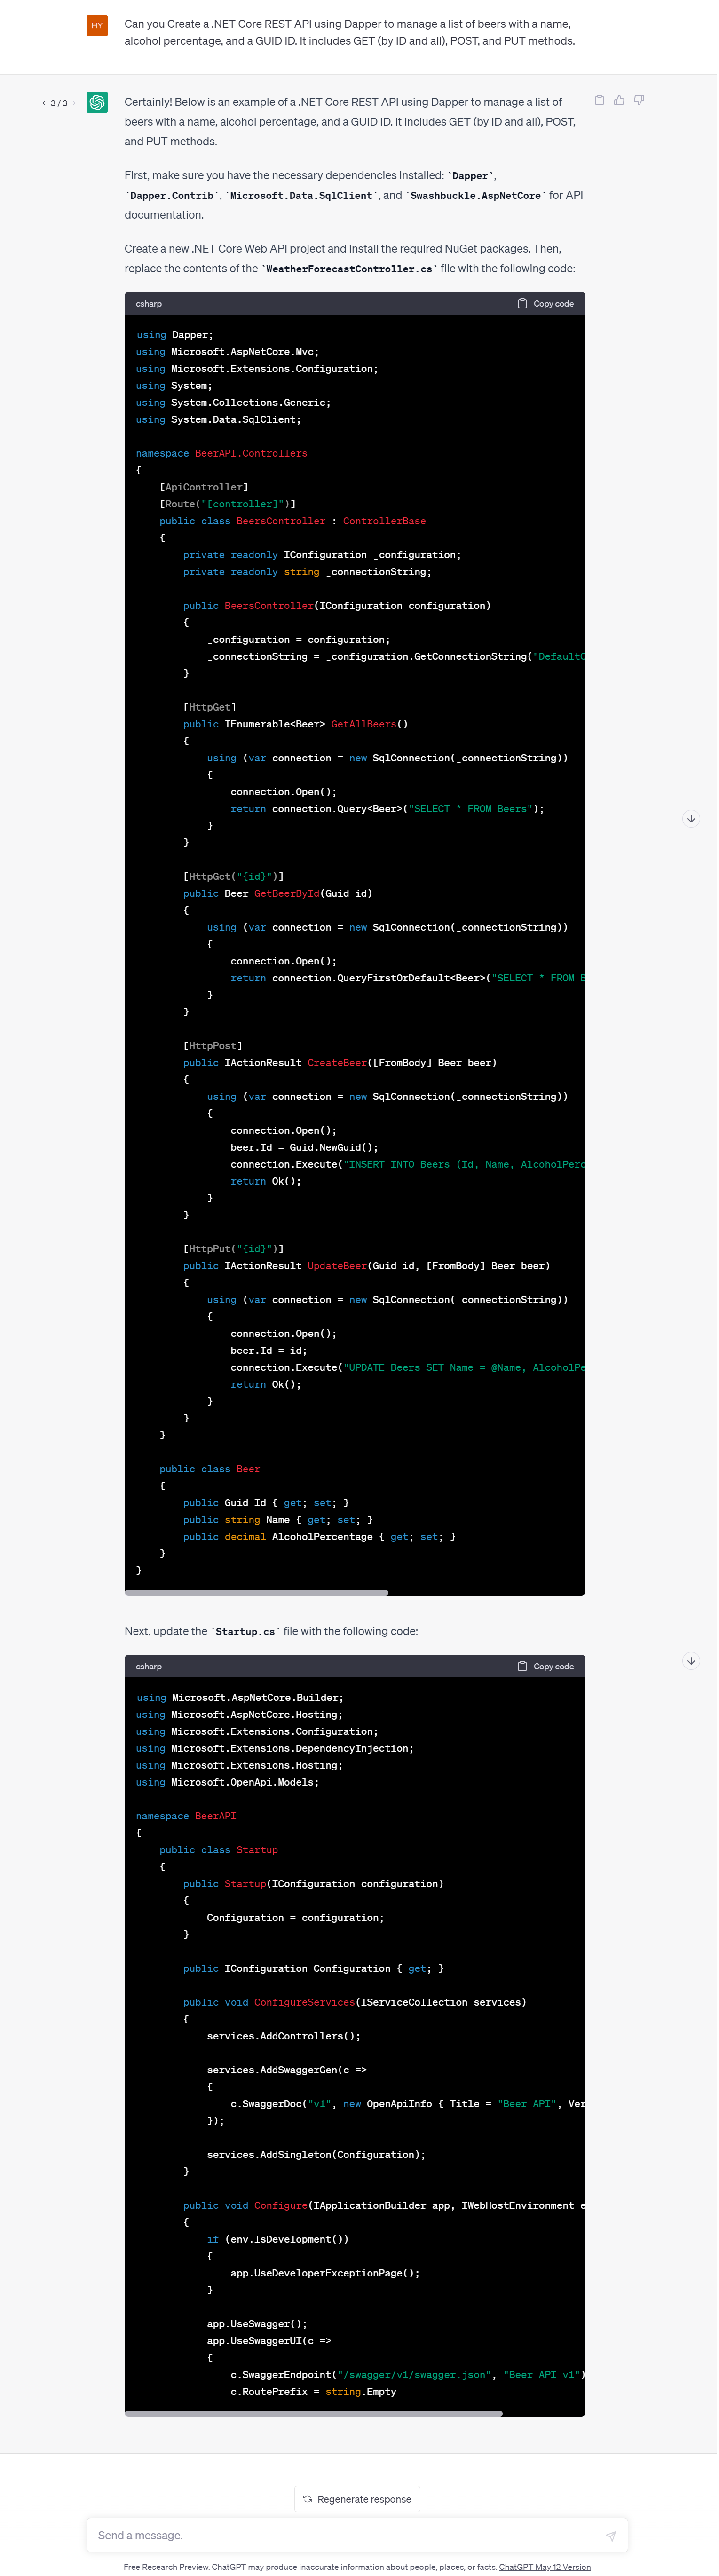 HY
Can you Create a .NET Core REST API using Dapper to manage a list of beers with a name,
alcohol percentage, and a GUID ID. It includes GET (by ID and all), POST, and PUT methods.
3 / 3
Certainly! Below is an example of a .NET Core REST API using Dapper to manage a list of
beers with a name, alcohol percentage, and a GUID ID. It includes GET (by ID and all), POST,
and PUT methods.
First, make sure you have the necessary dependencies installed: `Dapper`,
`Dapper.Contrib`, `Microsoft.Data.SqlClient`, and `Swashbuckle.AspNetCore` for API
documentation.
Create a new .NET Core Web API project and install the required NuGet packages. Then,
replace the contents of the `WeatherForecastController.cs` file with the following code:
csharp Copy code
using Dapper;
using Microsoft.AspNetCore.Mvc;
using Microsoft.Extensions.Configuration;
using System;
using System.Collections.Generic;
using System.Data.SqlClient;
namespace BeerAPI.Controllers
{
[ApiController]
[Route("[controller]")]
public class BeersController : ControllerBase
{
private readonly IConfiguration _configuration;
private readonly string _connectionString;
public BeersController(IConfiguration configuration)
{
_configuration = configuration;
_connectionString = _configuration.GetConnectionString("DefaultC
}
[HttpGet]
public IEnumerable<Beer> GetAllBeers()
{
using (var connection = new SqlConnection(_connectionString))
{
connection.Open();
return connection.Query<Beer>("SELECT * FROM Beers");
}
}
[HttpGet("{id}")]
public Beer GetBeerById(Guid id)
{
using (var connection = new SqlConnection(_connectionString))
{
connection.Open();
return connection.QueryFirstOrDefault<Beer>("SELECT * FROM B
}
}
[HttpPost]
public IActionResult CreateBeer([FromBody] Beer beer)
{
using (var connection = new SqlConnection(_connectionString))
{
connection.Open();
beer.Id = Guid.NewGuid();
connection.Execute("INSERT INTO Beers (Id, Name, AlcoholPerc
return Ok();
}
}
[HttpPut("{id}")]
public IActionResult UpdateBeer(Guid id, [FromBody] Beer beer)
{
using (var connection = new SqlConnection(_connectionString))
{
connection.Open();
beer.Id = id;
connection.Execute("UPDATE Beers SET Name = @Name, AlcoholPe
return Ok();
}
}
}
public class Beer
{
public Guid Id { get; set; }
public string Name { get; set; }
public decimal AlcoholPercentage { get; set; }
}
}
Next, update the `Startup.cs` file with the following code:
csharp Copy code
using Microsoft.AspNetCore.Builder;
using Microsoft.AspNetCore.Hosting;
using Microsoft.Extensions.Configuration;
using Microsoft.Extensions.DependencyInjection;
using Microsoft.Extensions.Hosting;
using Microsoft.OpenApi.Models;
namespace BeerAPI
{
public class Startup
{
public Startup(IConfiguration configuration)
{
Configuration = configuration;
}
public IConfiguration Configuration { get; }
public void ConfigureServices(IServiceCollection services)
{
services.AddControllers();
services.AddSwaggerGen(c =>
{
c.SwaggerDoc("v1", new OpenApiInfo { Title = "Beer API", Ver
});
services.AddSingleton(Configuration);
}
public void Configure(IApplicationBuilder app, IWebHostEnvironment e
{
if (env.IsDevelopment())
{
app.UseDeveloperExceptionPage();
}
app.UseSwagger();
app.UseSwaggerUI(c =>
{
c.SwaggerEndpoint("/swagger/v1/swagger.json", "Beer API v1")
c.RoutePrefix = string.Empty
Regenerate response
Send a message.
Free Research Preview. ChatGPT may produce inaccurate information about people, places, or facts. ChatGPT May 12 Version